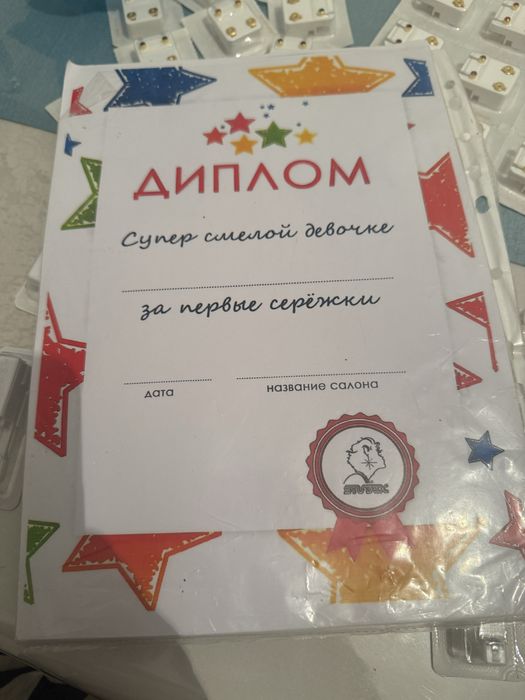 ДИПЛОМ
Супер смелой девочке
за первые серёжки
дата
название салона
STUDEX